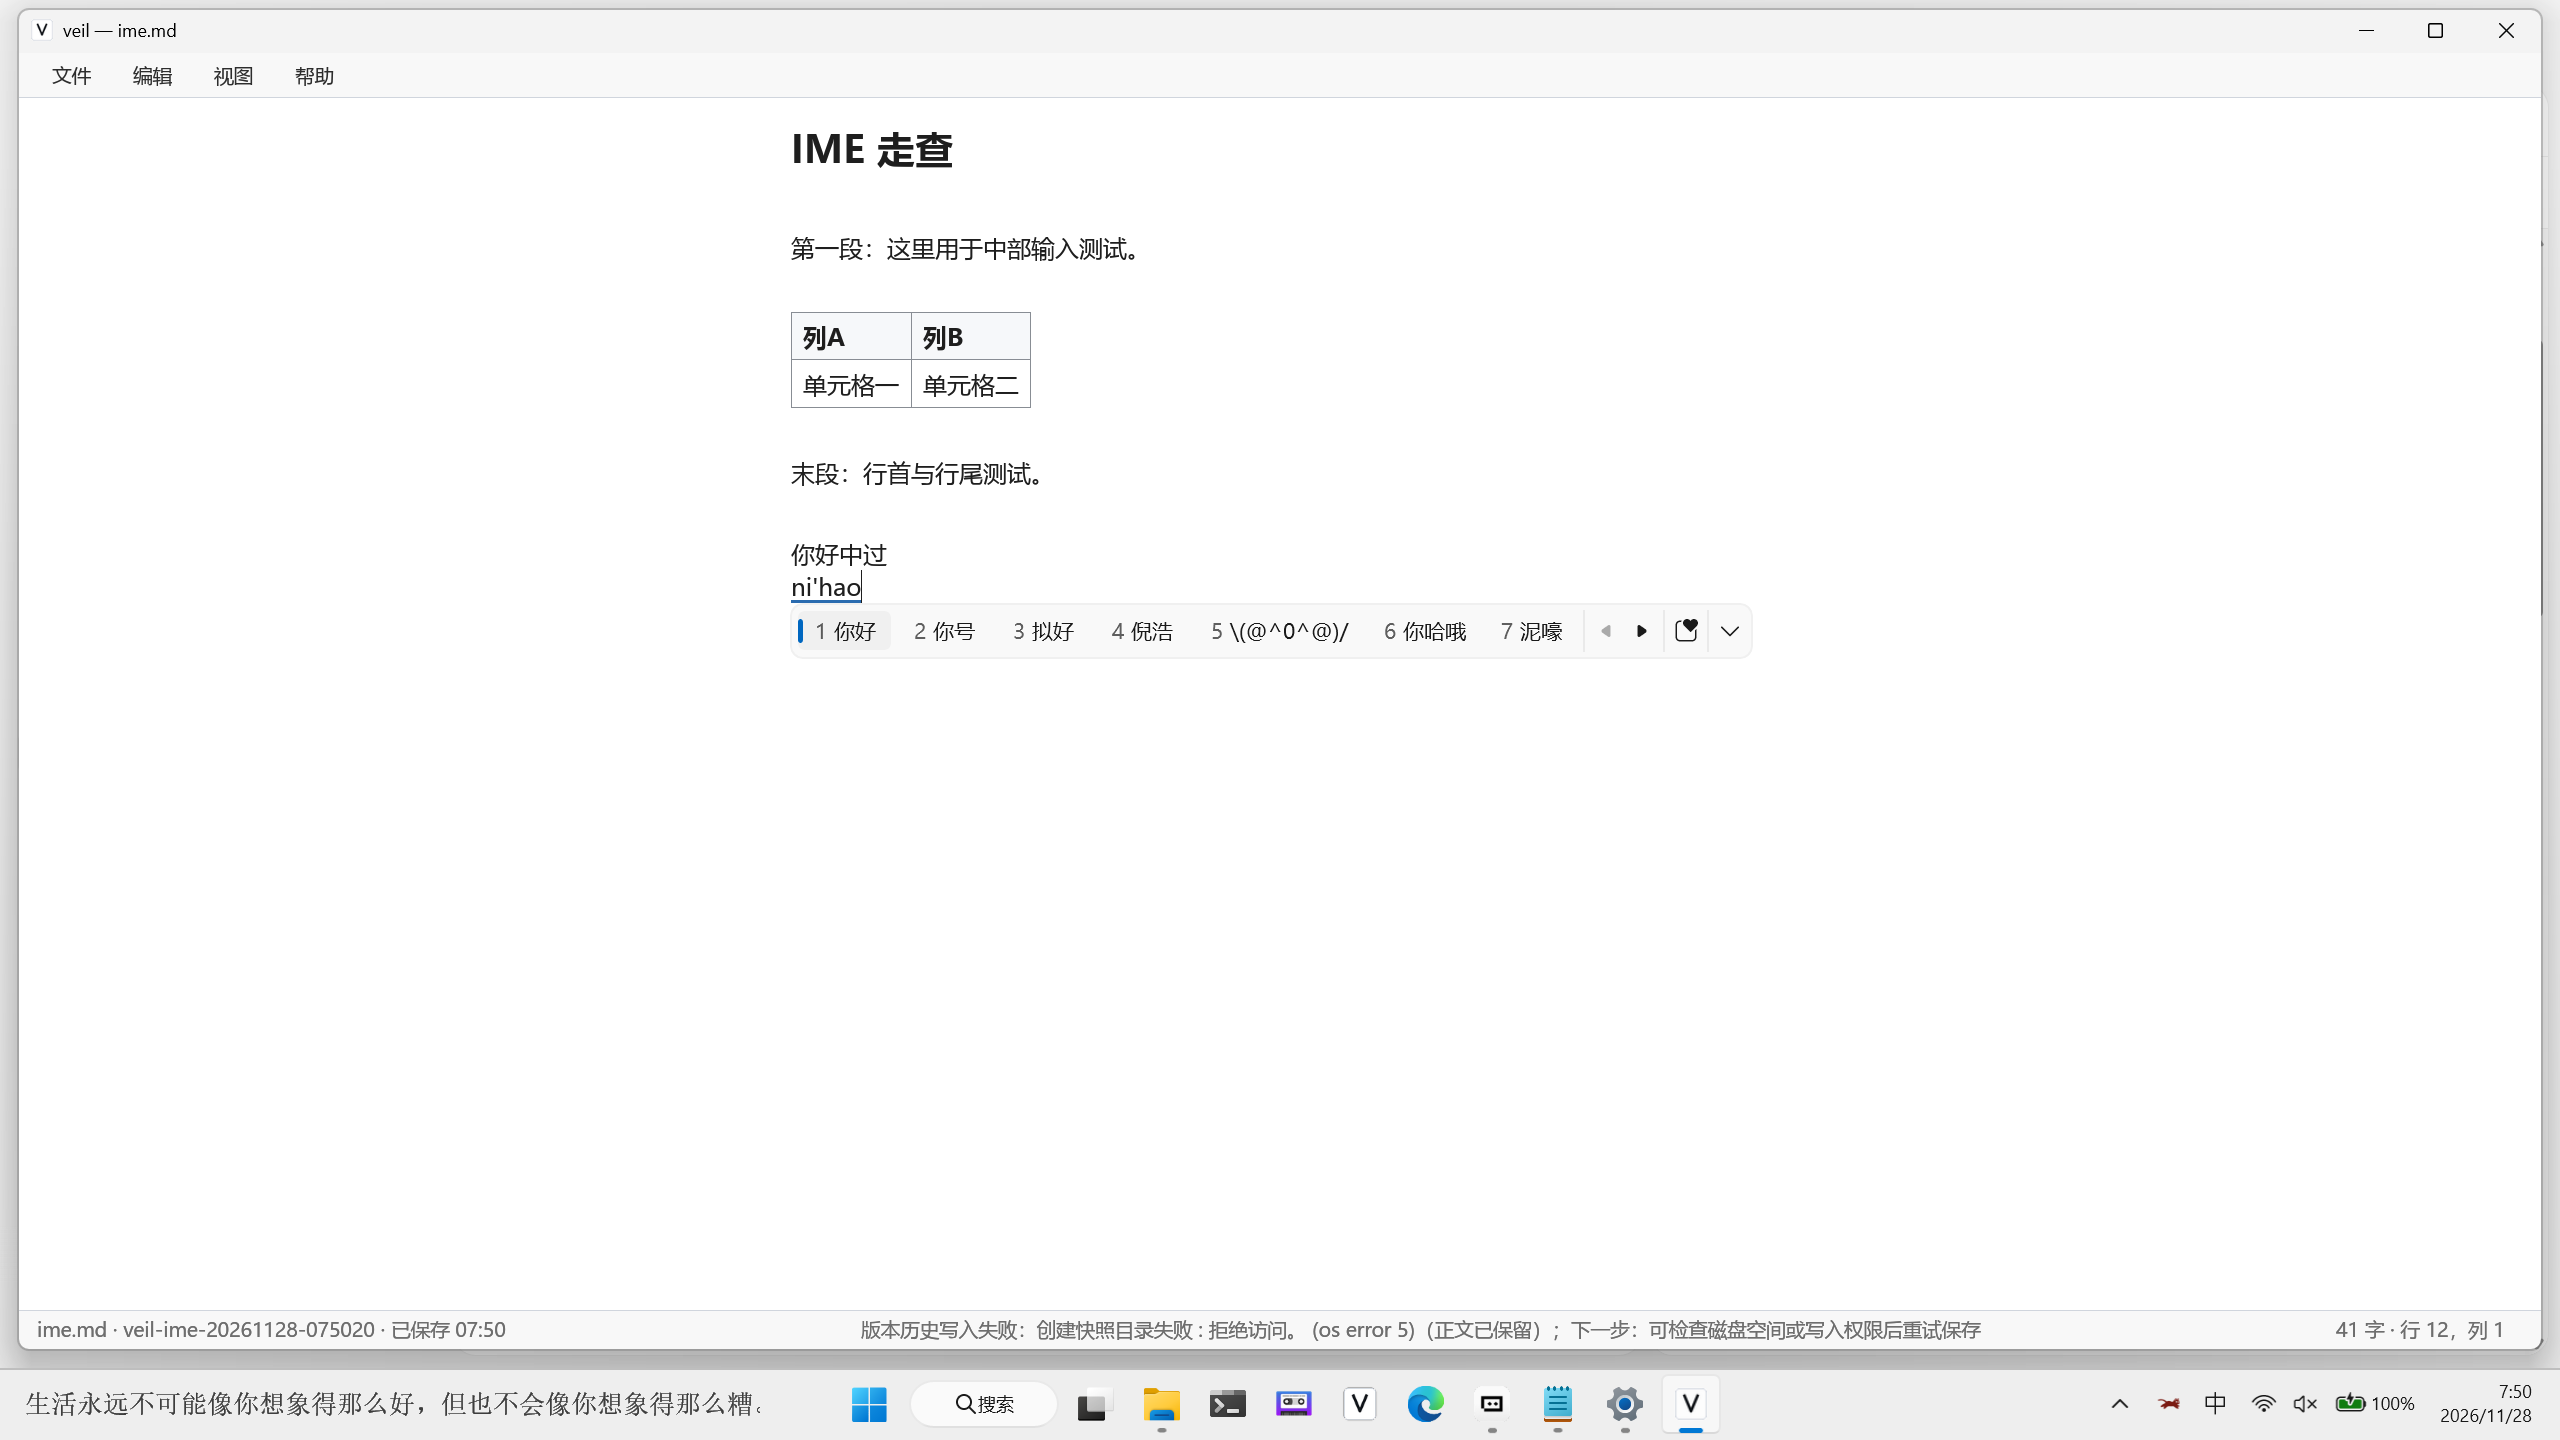 veil — ime.md
文件 编辑 视图 帮助
IME 走查
第一段：这里用于中部输入测试。
列A 列B
单元格一 单元格二
末段：行首与行尾测试。
你好中过
ni'hao
1 你好 2 你号 3 拟好 4 倪浩 5 \(@^0^@)/ 6 你哈哦 7 泥嚎
ime.md · veil-ime-20261128-075020 · 已保存 07:50 版本历史写入失败：创建快照目录失败 : 拒绝访问。 (os error 5)（正文已保留）；下一步：可检查磁盘空间或写入权限后重试保存 41 字 · 行 12，列 1
生活永远不可能像你想象得那么好，但也不会像你想象得那么糟。 搜索 中 100% 7:50
2026/11/28